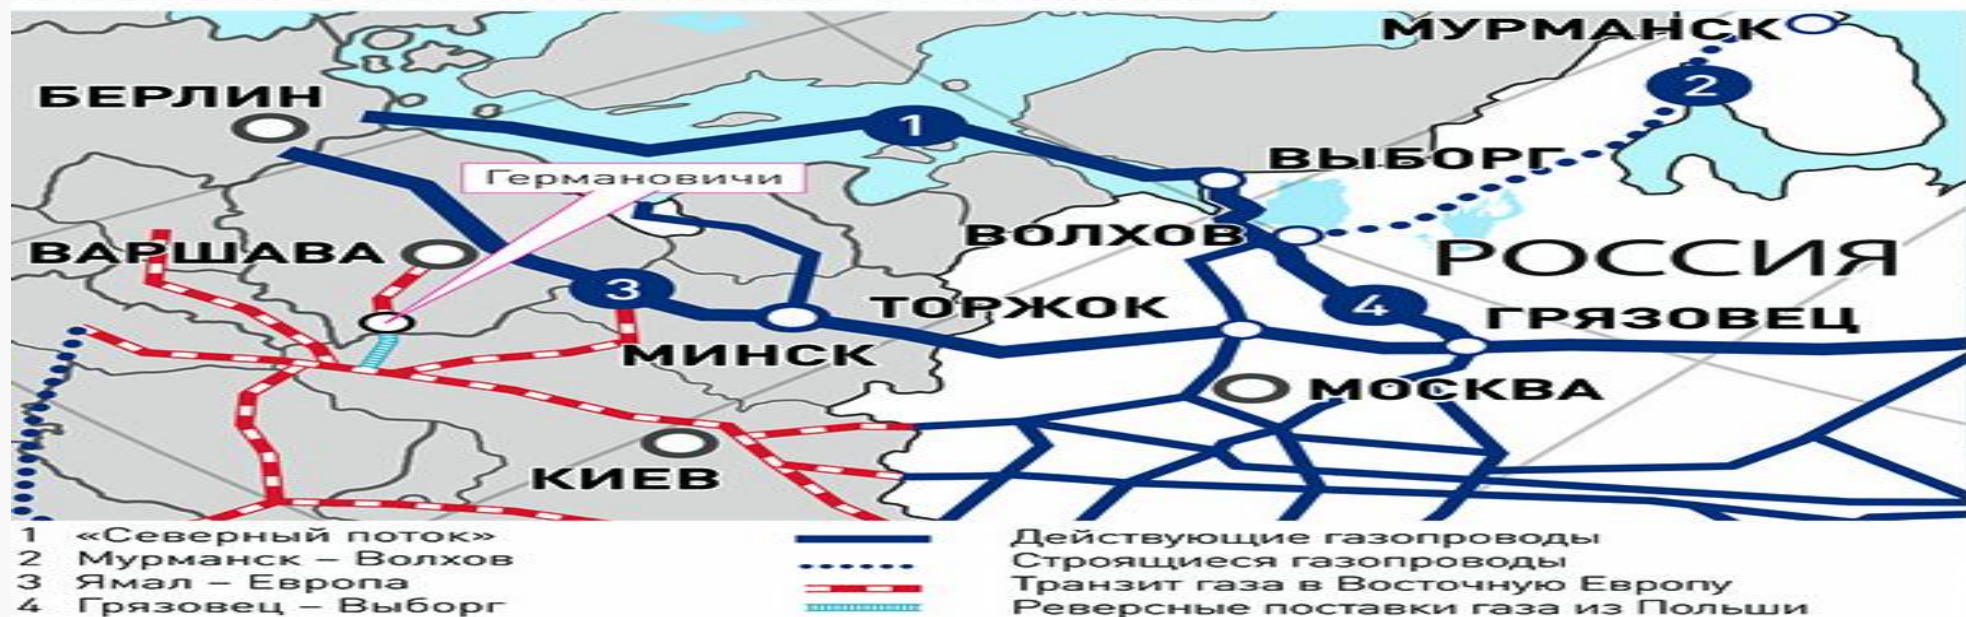 МУРМАНСК
БЕРЛИН
2
1
ВЫБОРГ
Германовичи
ВОЛХОВ
ВАРШАВА
РОССИЯ
3
ТОРЖОК
4
ГРЯЗОВЕЦ
МИНСК
МОСКВА
КИЕВ
1 «Северный поток»
2 Мурманск – Волхов
3 Ямал – Европа
4 Грязовец – Выборг
Действующие газопроводы
Строящиеся газопроводы
Транзит газа в Восточную Европу
Реверсные поставки газа из Польши